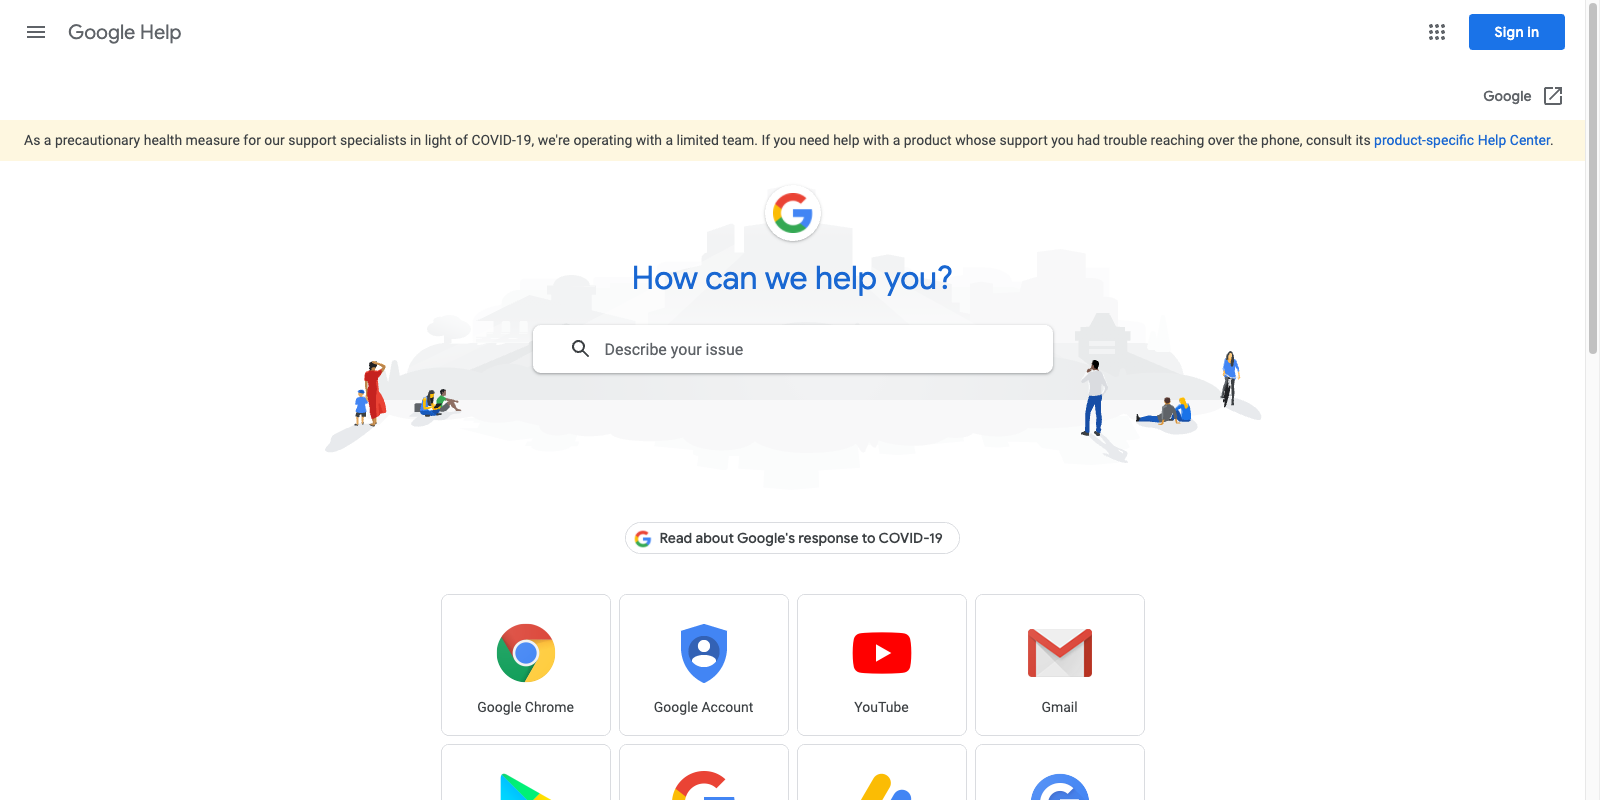 Google Help
Sign in
Google
As a precautionary health measure for our support specialists in light of COVID-19, we're operating with a limited team. If you need help with a product whose support you had trouble reaching over the phone, consult its product-specific Help Center.
How can we help you?
Describe your issue
Read about Google's response to COVID-19
Google Chrome
Google Account
YouTube
Gmail